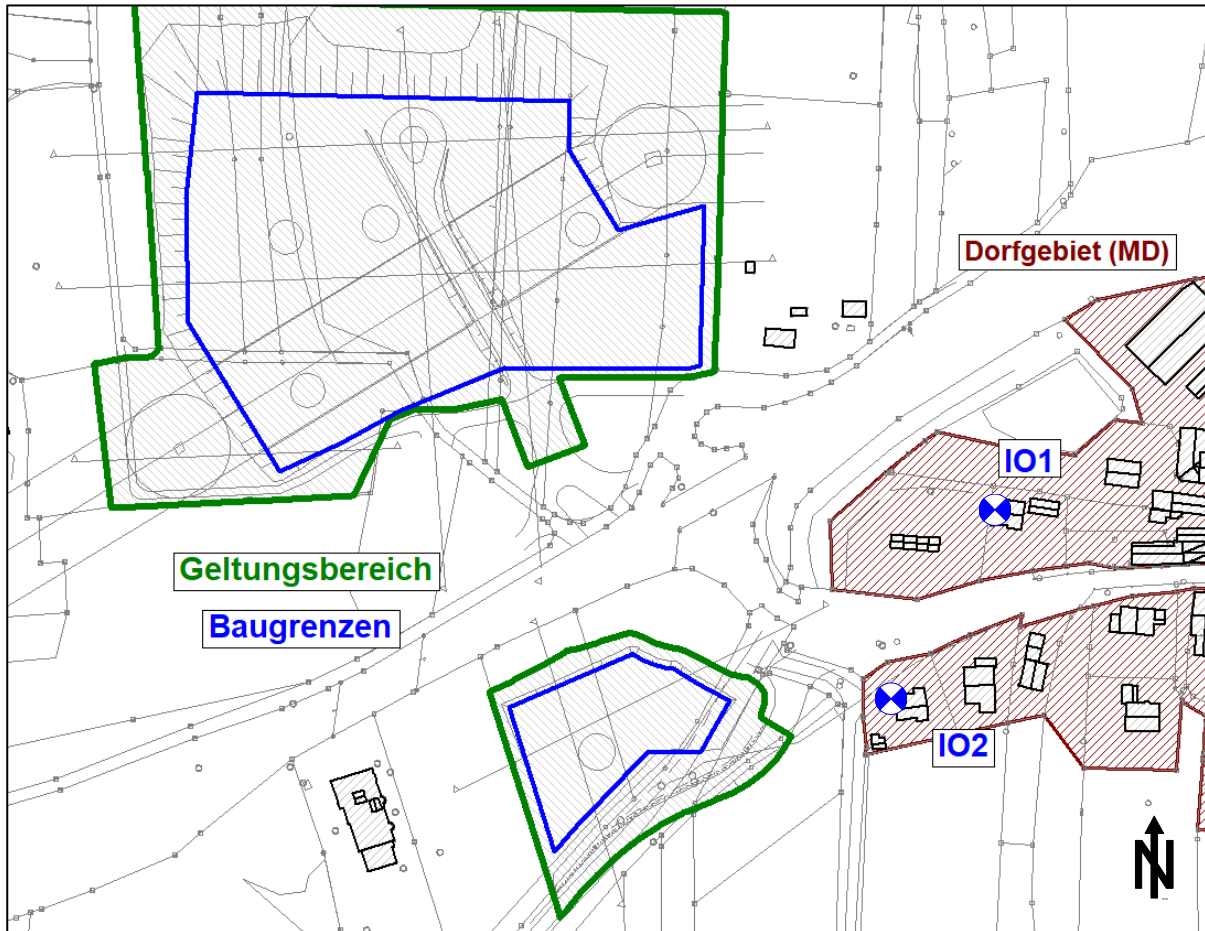 Dorfgebiet (MD)
IO1
Geltungsbereich
Baugrenzen
IO2
N